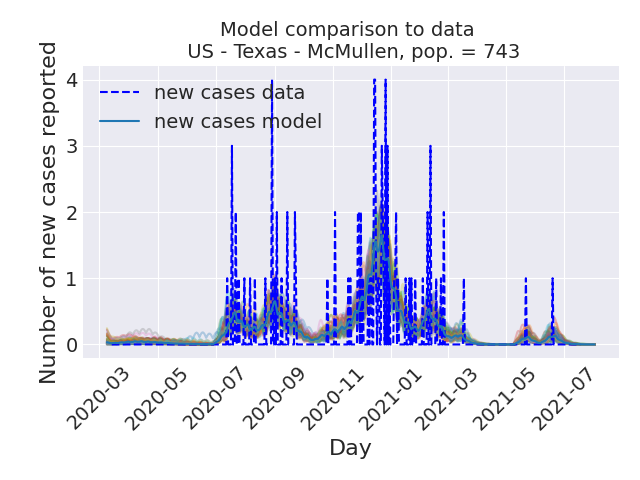 Model comparison to data
US - Texas - McMullen, pop. = 743
Number of new cases reported
4
3
2
1
0
new cases data
new cases model
2020-03
2020-05
2020-07
2020-09
2020-11
2021-01
2021-03
2021-05
2021-07
Day